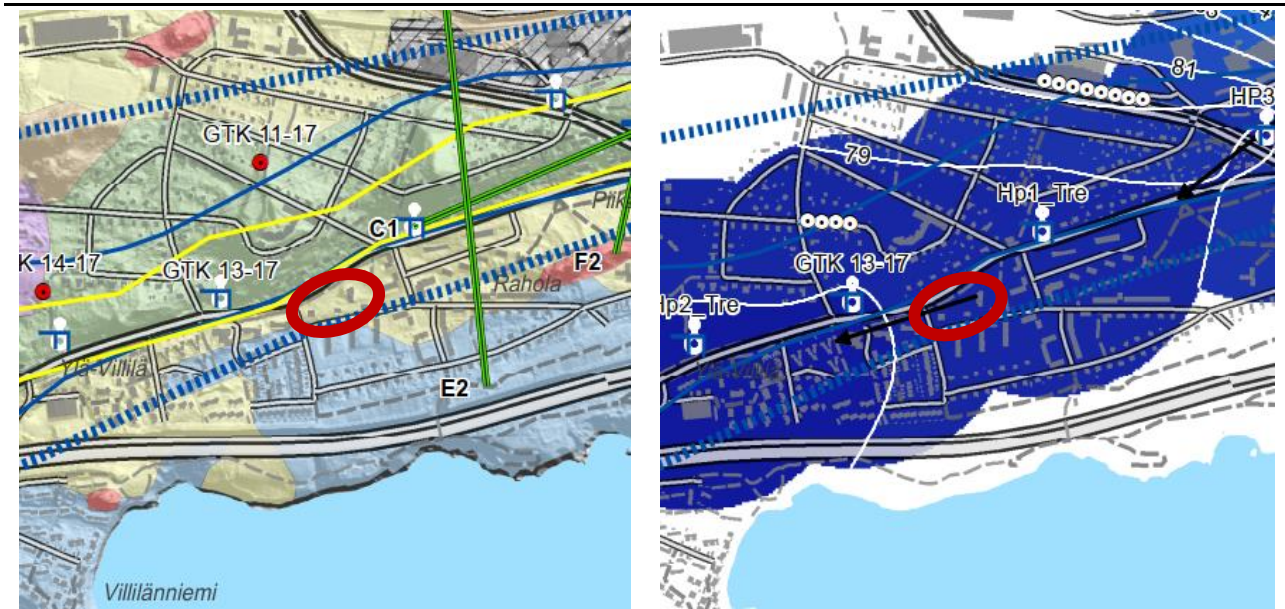 GTK 11-17
C1
Piik
K 14-17
GTK 13-17
Rahola
F2
Ylä-Villilä
E2
Villilänniemi
81
HP3
79
Hp1_Tre
GTK 13-17
Hp2_Tre